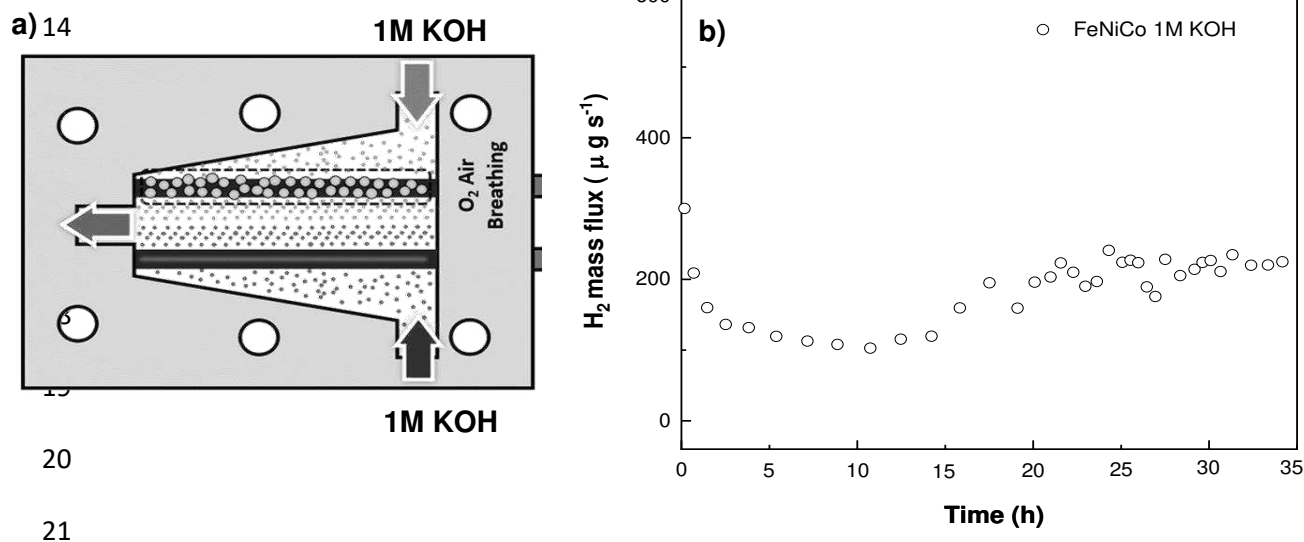 a) 14
1M KOH
O₂ Air
Breathing
19
1M KOH
20
21
b)
FeNiCo 1M KOH
H₂ mass flux ( μ g s⁻¹)
400
200
0
0 5 10 15 20 25 30 35
Time (h)